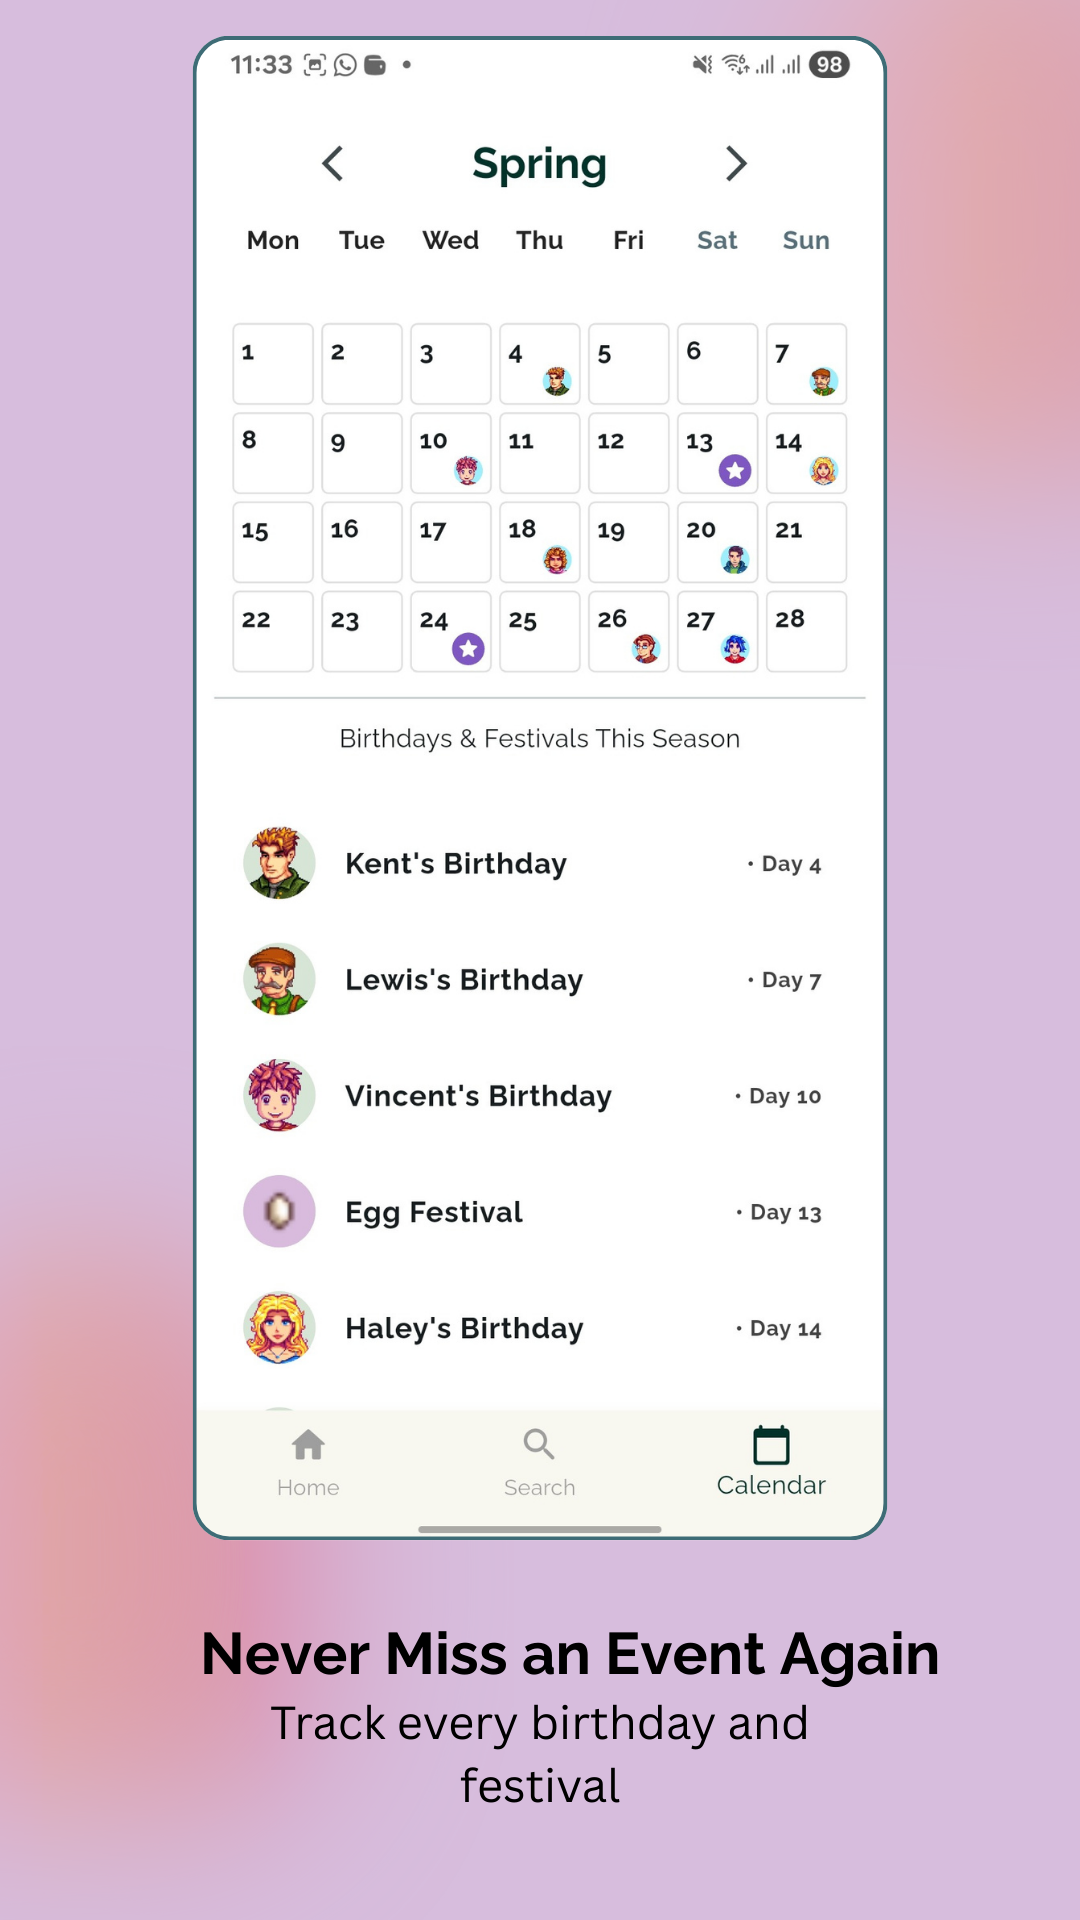 11:33 98
Spring
Mon Tue Wed Thu Fri Sat Sun
1 2 3 4 5 6 7
8 9 10 11 12 13 14
15 16 17 18 19 20 21
22 23 24 25 26 27 28
Birthdays & Festivals This Season
Kent's Birthday • Day 4
Lewis's Birthday • Day 7
Vincent's Birthday • Day 10
Egg Festival • Day 13
Haley's Birthday • Day 14
Home Search Calendar
Never Miss an Event Again
Track every birthday and
festival